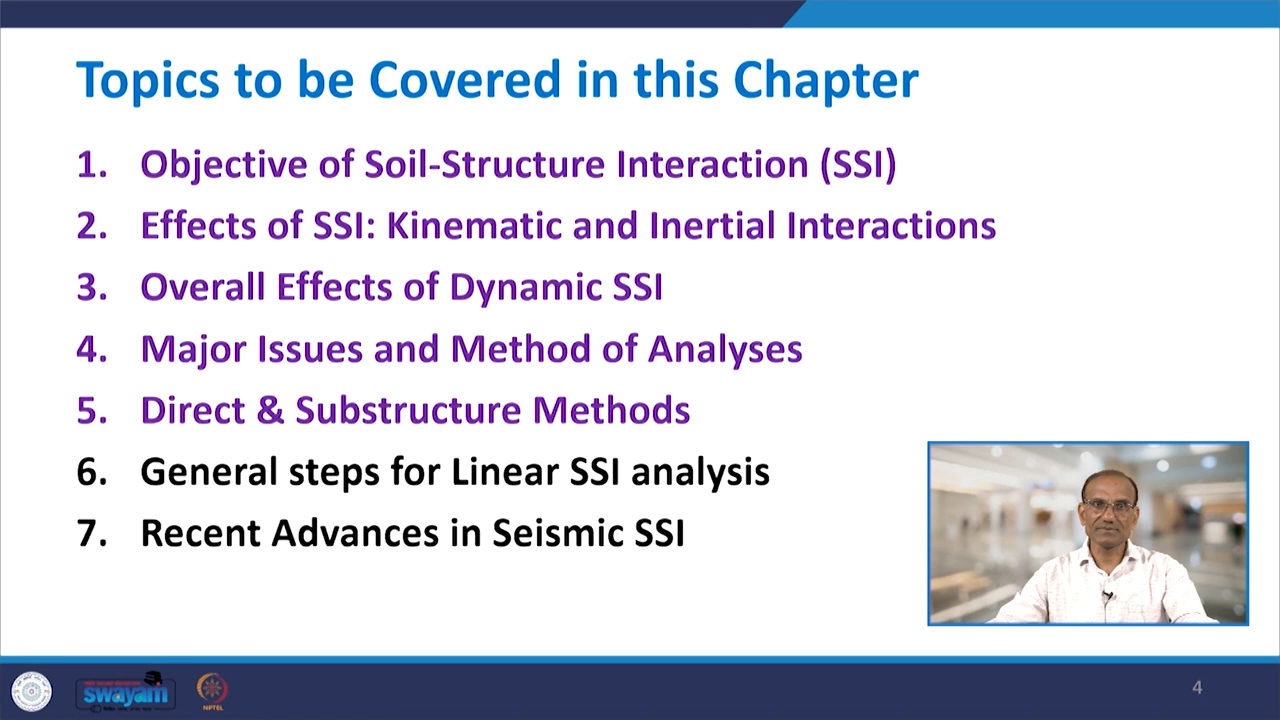 Topics to be Covered in this Chapter
1. Objective of Soil-Structure Interaction (SSI)
2. Effects of SSI: Kinematic and Inertial Interactions
3. Overall Effects of Dynamic SSI
4. Major Issues and Method of Analyses
5. Direct & Substructure Methods
6. General steps for Linear SSI analysis
7. Recent Advances in Seismic SSI
swayam
NPTEL
4